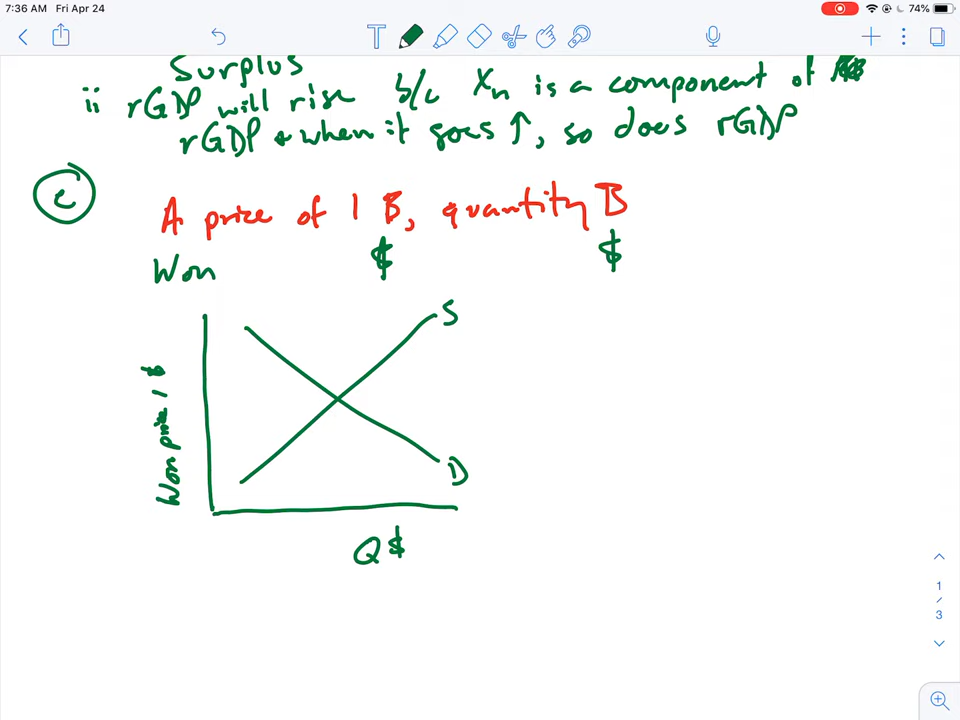 7:36 AM Fri Apr 24
74%
Surplus
ii rGDP will rise b/c Xn is a component of
rGDP + when it goes ↑, so does rGDP
e
A price of 1 B, quantity B
Won $ $
S
Won price 1 $
D
Q$
1
/
3